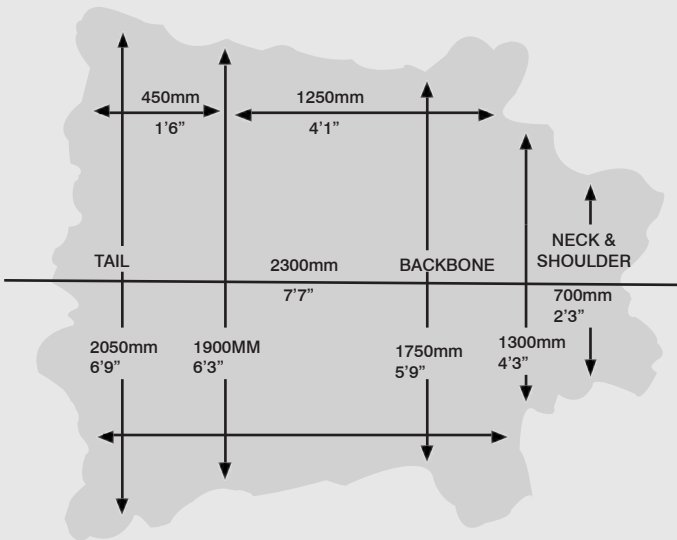 450mm
1’6”
1250mm
4’1”
TAIL
2300mm
7’7”
BACKBONE
NECK &
SHOULDER
700mm
2’3”
2050mm
6’9”
1900MM
6’3”
1750mm
5’9”
1300mm
4’3”